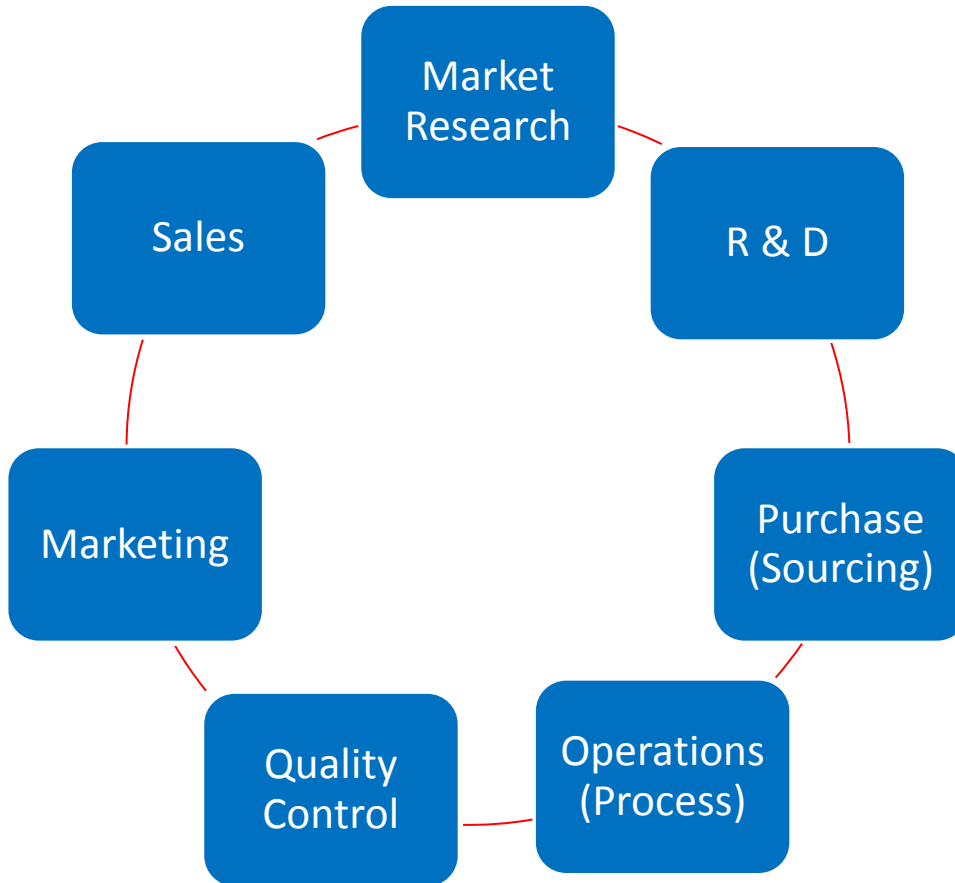 Market
Research
R & D
Purchase
(Sourcing)
Operations
(Process)
Quality
Control
Marketing
Sales